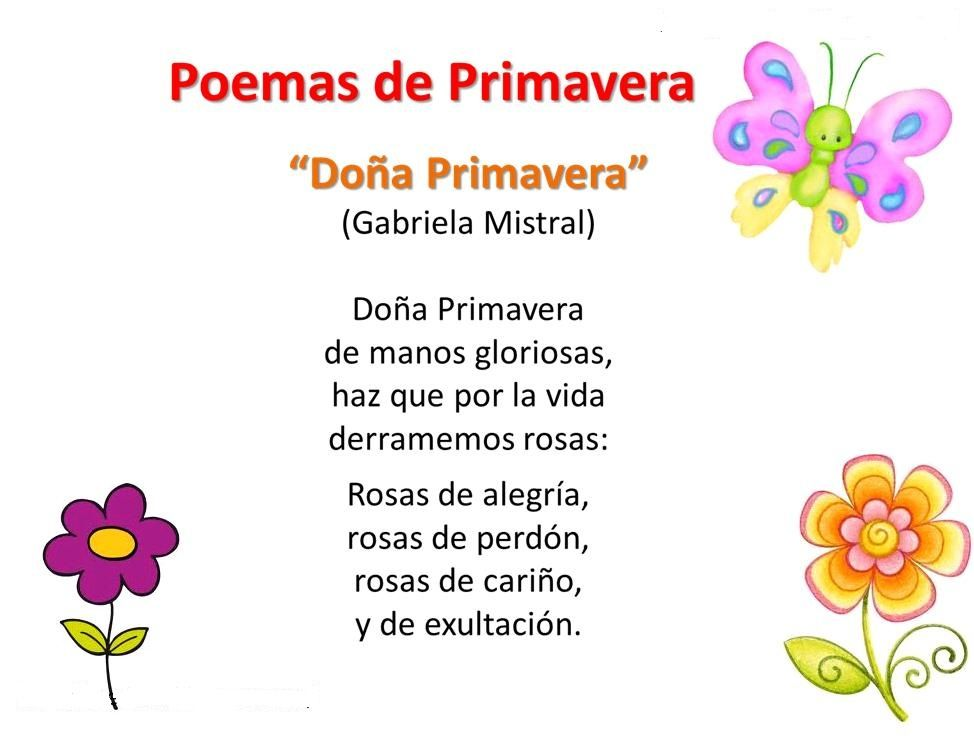 Poemas de Primavera
“Doña Primavera”
(Gabriela Mistral)
Doña Primavera
de manos gloriosas,
haz que por la vida
derramemos rosas:
Rosas de alegría,
rosas de perdón,
rosas de cariño,
y de exultación.